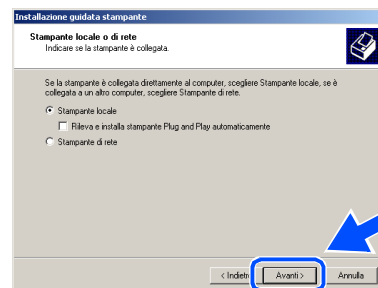 Installazione guidata stampante
Stampante locale o di rete
Indicare se la stampante è collegata.
Se la stampante è collegata direttamente al computer, scegliere Stampante locale, se è
collegata a un altro computer, scegliere Stampante di rete.
Stampante locale
Rileva e installa stampante Plug and Play automaticamente
Stampante di rete
< Indietro Avanti > Annulla